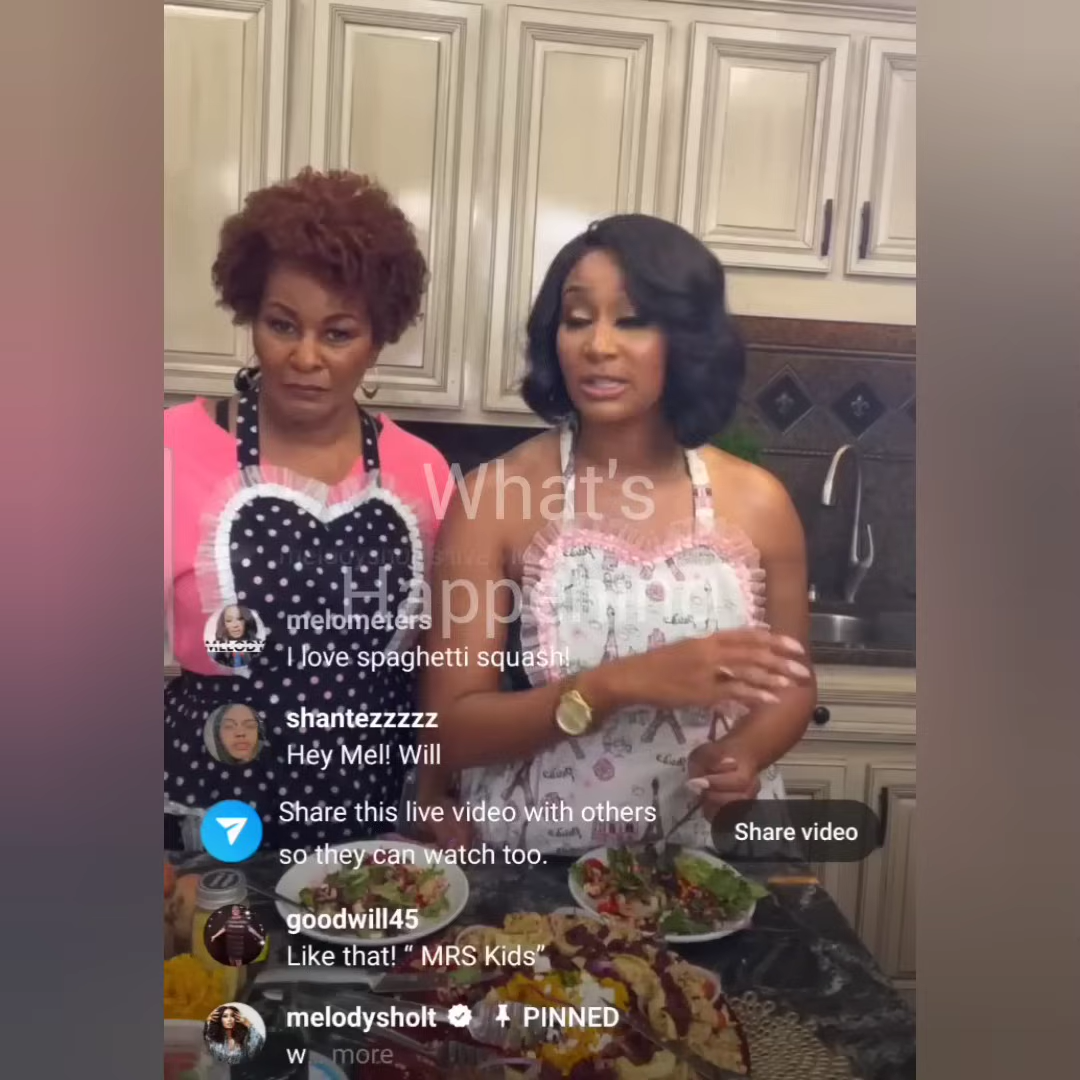 What's
Happening
melometers
I love spaghetti squash!
shantezzzzz
Hey Mel! Will
Share this live video with others
so they can watch too.
Share video
goodwill45
Like that! “ MRS Kids”
melodysholt PINNED
w... more
MELODY